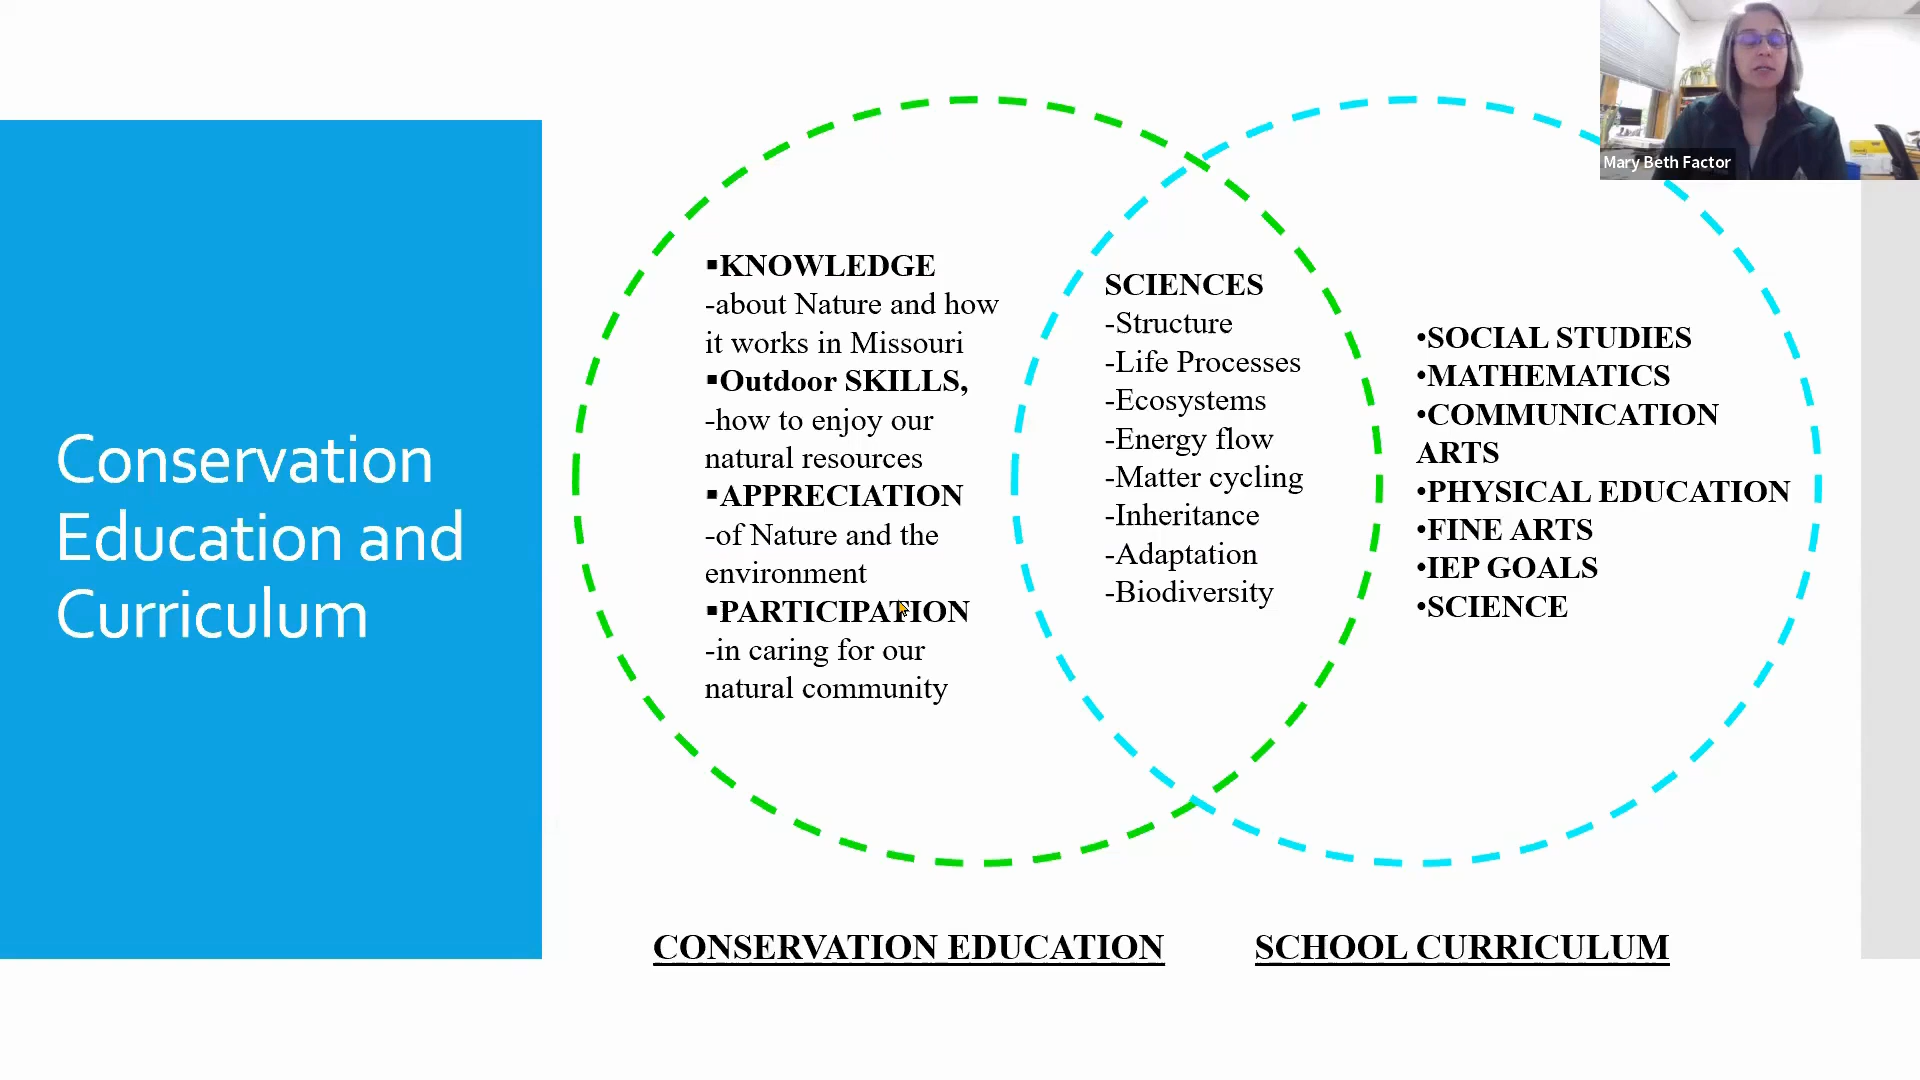 Conservation
Education and
Curriculum
▪KNOWLEDGE
-about Nature and how
it works in Missouri
▪Outdoor SKILLS,
-how to enjoy our
natural resources
▪APPRECIATION
-of Nature and the
environment
▪PARTICIPATION
-in caring for our
natural community
SCIENCES
-Structure
-Life Processes
-Ecosystems
-Energy flow
-Matter cycling
-Inheritance
-Adaptation
-Biodiversity
•SOCIAL STUDIES
•MATHEMATICS
•COMMUNICATION
ARTS
•PHYSICAL EDUCATION
•FINE ARTS
•IEP GOALS
•SCIENCE
CONSERVATION EDUCATION
SCHOOL CURRICULUM
Mary Beth Factor